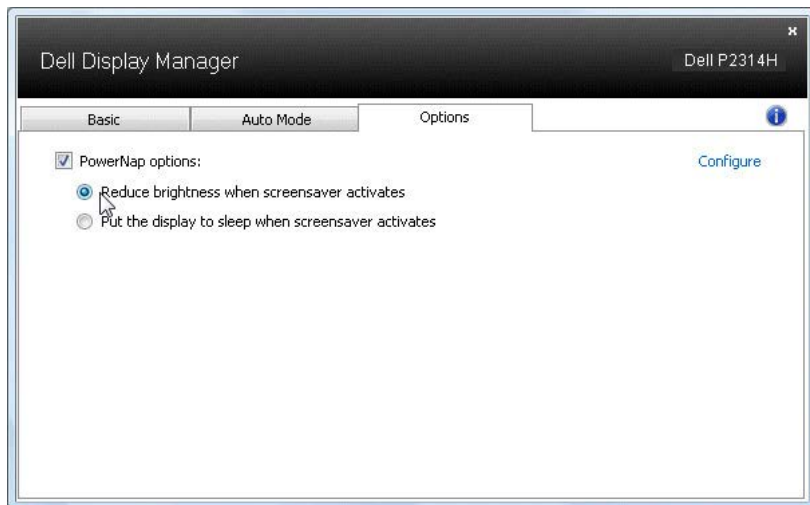 Dell Display Manager
Dell P2314H
Basic
Auto Mode
Options
PowerNap options:
Configure
Reduce brightness when screensaver activates
Put the display to sleep when screensaver activates